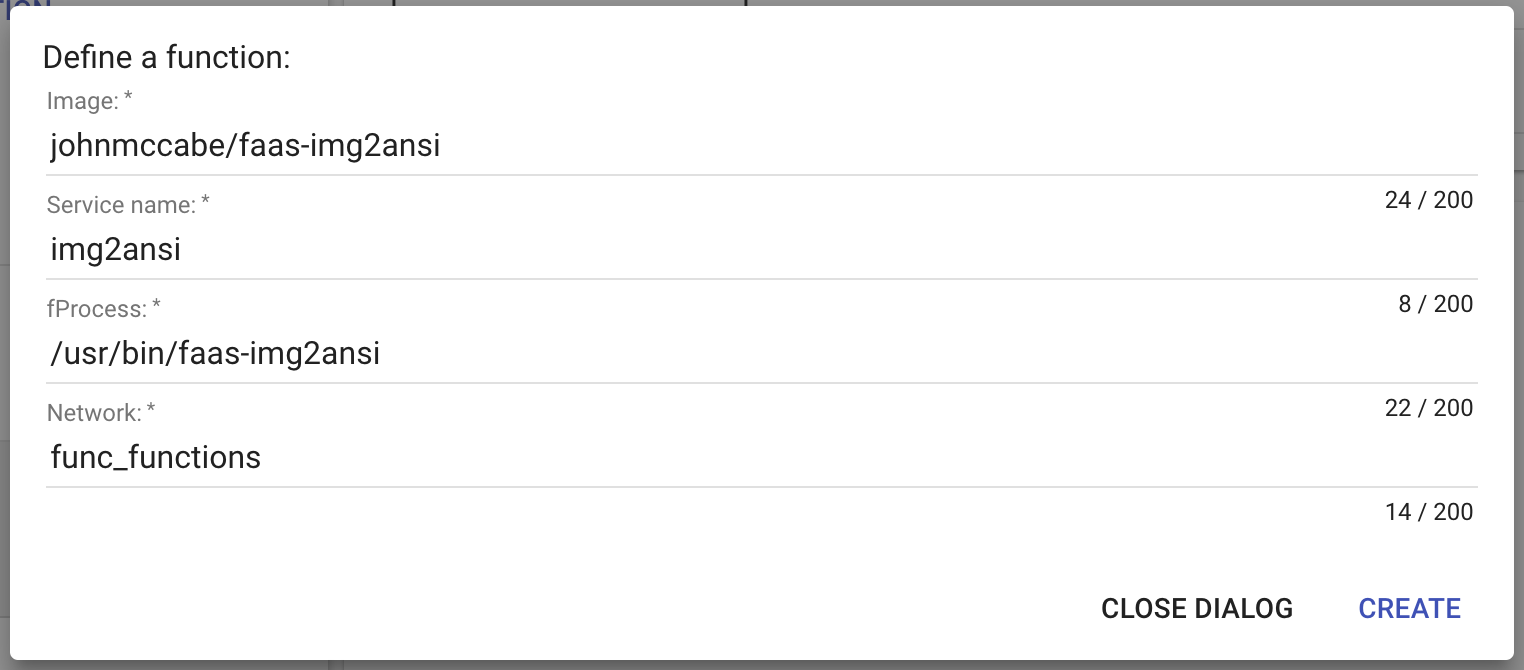 Define a function:
Image: *
johnmccabe/faas-img2ansi
24 / 200
Service name: *
img2ansi
8 / 200
fProcess: *
/usr/bin/faas-img2ansi
22 / 200
Network: *
func_functions
14 / 200
CLOSE DIALOG CREATE